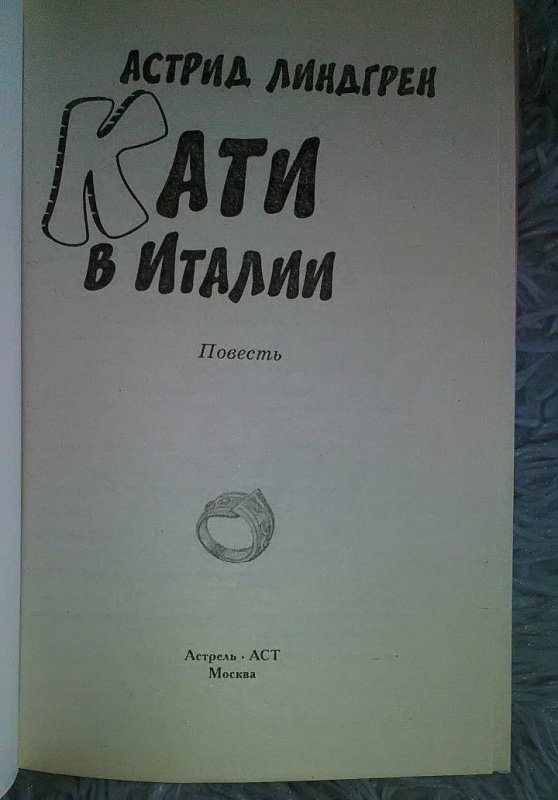 Астрид Линдгрен
Кати
в Италии
Повесть
Астрель · АСТ
Москва